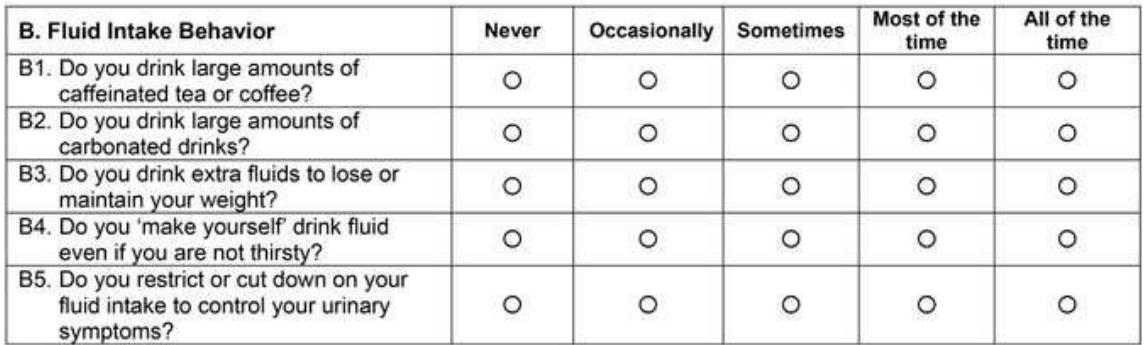 B. Fluid Intake Behavior Never Occasionally Sometimes Most of the time All of the time
B1. Do you drink large amounts of
caffeinated tea or coffee?
B2. Do you drink large amounts of
carbonated drinks?
B3. Do you drink extra fluids to lose or
maintain your weight?
B4. Do you ‘make yourself’ drink fluid
even if you are not thirsty?
B5. Do you restrict or cut down on your
fluid intake to control your urinary
symptoms?